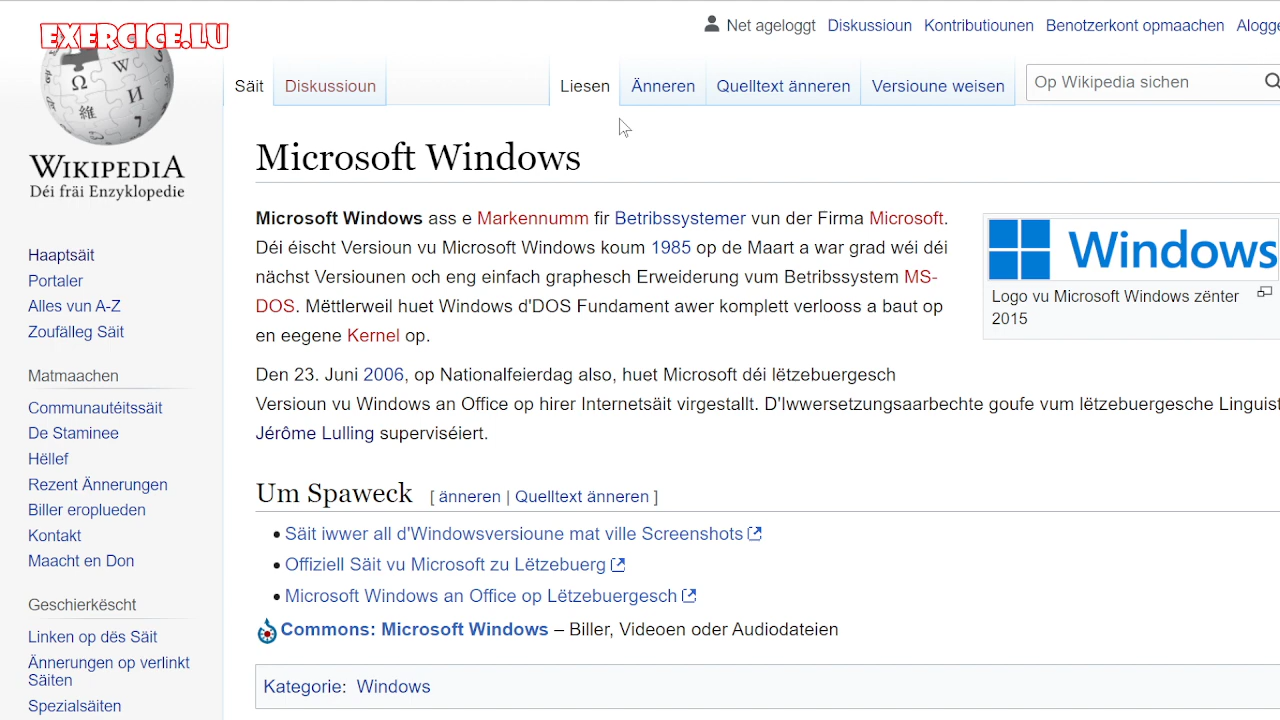 EXERCICE.LU
WIKIPEDIA
Déi fräi Enzyklopedie
Haaptsäit
Portaler
Alles vun A-Z
Zoufälleg Säit
Matmaachen
Communautéitssäit
De Staminee
Hëllef
Rezent Ännerungen
Biller eroplueden
Kontakt
Maacht en Don
Geschierkëscht
Linken op dës Säit
Ännerungen op verlinkt
Säiten
Spezialsäiten
Net ageloggt Diskussioun Kontributiounen Benotzerkont opmaachen
Säit Diskussioun Liesen Änneren Quelltext änneren Versioune weisen Op Wikipedia sichen
Microsoft Windows
Microsoft Windows ass e Markennumm fir Betribssystemer vun der Firma Microsoft.
Déi éischt Versioun vu Microsoft Windows koum 1985 op de Maart a war grad wéi déi
nächst Versiounen och eng einfach graphesch Erweiderung vum Betribssystem MS-
DOS. Mëttlerweil huet Windows d'DOS Fundament awer komplett verlooss a baut op
en eegene Kernel op.
Windows
Logo vu Microsoft Windows zënter
2015
Den 23. Juni 2006, op Nationalfeierdag also, huet Microsoft déi lëtzebuergesch
Versioun vu Windows an Office op hirer Internetsäit virgestallt. D'Iwwersetzungsaarbechte goufe vum lëtzebuergesche Linguist
Jérôme Lulling superviséiert.
Um Spaweck [ änneren | Quelltext änneren ]
• Säit iwwer all d'Windowsversioune mat ville Screenshots
• Offiziell Säit vu Microsoft zu Lëtzebuerg
• Microsoft Windows an Office op Lëtzebuergesch
Commons: Microsoft Windows – Biller, Videoen oder Audiodateien
Kategorie: Windows